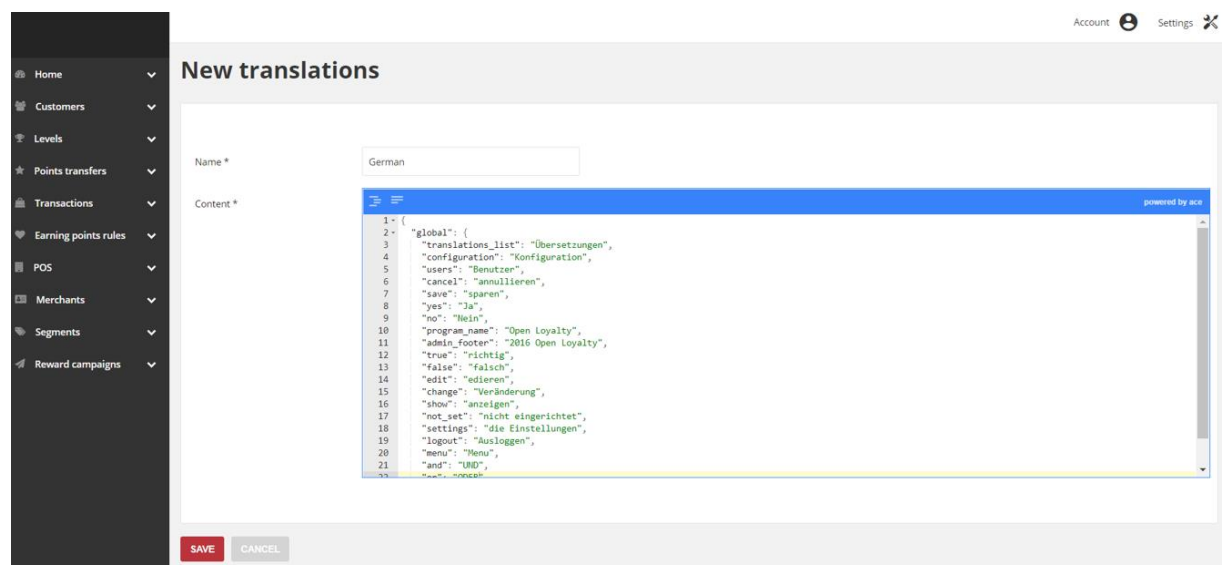 Account
Settings
Home
Customers
Levels
Points transfers
Transactions
Earning points rules
POS
Merchants
Segments
Reward campaigns
New translations
Name *
German
Content *
powered by ace
1 {
2 "global": {
3 "translations_list": "Übersetzungen",
4 "configuration": "Konfiguration",
5 "users": "Benutzer",
6 "cancel": "annullieren",
7 "save": "sparen",
8 "yes": "Ja",
9 "no": "Nein",
10 "program_name": "Open Loyalty",
11 "admin_footer": "2016 Open Loyalty",
12 "true": "richtig",
13 "false": "falsch",
14 "edit": "edieren",
15 "change": "Veränderung",
16 "show": "anzeigen",
17 "not_set": "nicht eingerichtet",
18 "settings": "die Einstellungen",
19 "logout": "Ausloggen",
20 "menu": "Menu",
21 "and": "UND",
22 "or": "ODER"
SAVE
CANCEL